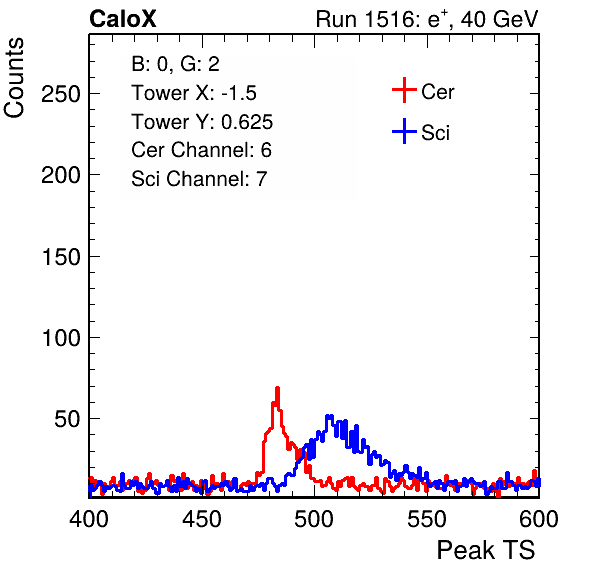 CaloX Run 1516: e⁺, 40 GeV
B: 0, G: 2
Tower X: -1.5
Tower Y: 0.625
Cer Channel: 6
Sci Channel: 7
Cer
Sci
Counts
250
200
150
100
50
400 450 500 550 600
Peak TS